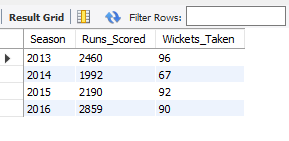 Result Grid Filter Rows:
Season Runs_Scored Wickets_Taken
2013 2460 96
2014 1992 67
2015 2190 92
2016 2859 90